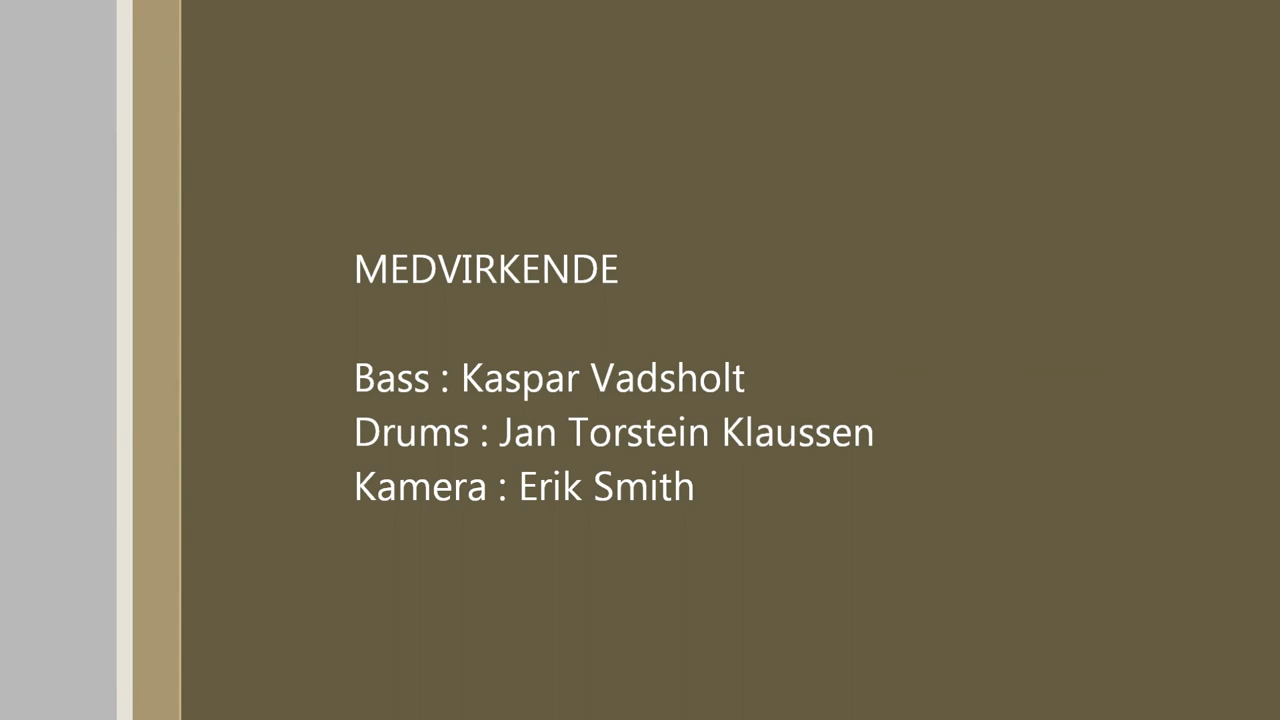 MEDVIRKENDE
Bass : Kaspar Vadsholt
Drums : Jan Torstein Klaussen
Kamera : Erik Smith